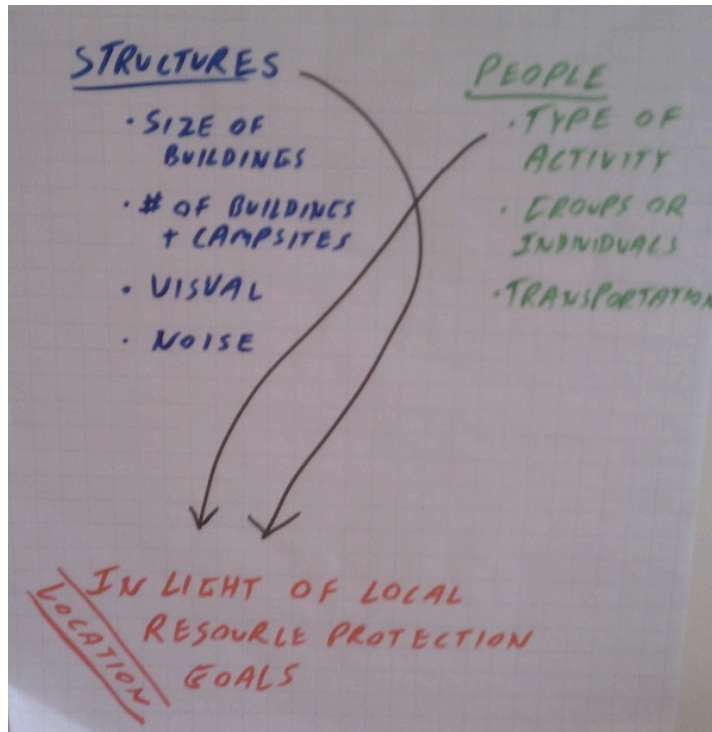 STRUCTURES
· SIZE OF
BUILDINGS
· # OF BUILDINGS
+ CAMPSITES
· VISUAL
· NOISE
PEOPLE
· TYPE OF
ACTIVITY
· GROUPS OR
INDIVIDUALS
· TRANSPORTATION
IN LIGHT OF LOCAL
RESOURCE PROTECTION
GOALS
LOCATION